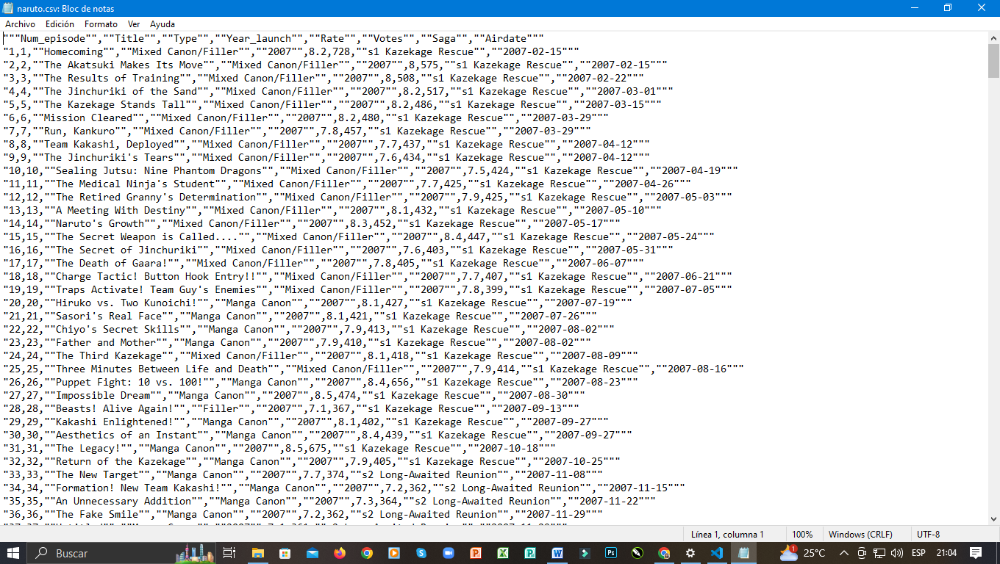 naruto.csv: Bloc de notas
Archivo Edición Formato Ver Ayuda
"""Num_episode"",""Title"",""Type"",""Year_launch"",""Rate"",""Votes"",""Saga"",""Airdate"""
"1,1,""Homecoming"",""Mixed Canon/Filler"",""2007"",8.2,728,""s1 Kazekage Rescue"",""2007-02-15"""
"2,2,""The Akatsuki Makes Its Move"",""Mixed Canon/Filler"",""2007"",8,575,""s1 Kazekage Rescue"",""2007-02-15"""
"3,3,""The Results of Training"",""Mixed Canon/Filler"",""2007"",8,508,""s1 Kazekage Rescue"",""2007-02-22"""
"4,4,""The Jinchuriki of the Sand"",""Mixed Canon/Filler"",""2007"",8.2,517,""s1 Kazekage Rescue"",""2007-03-01"""
"5,5,""The Kazekage Stands Tall"",""Mixed Canon/Filler"",""2007"",8.2,486,""s1 Kazekage Rescue"",""2007-03-15"""
"6,6,""Mission Cleared"",""Mixed Canon/Filler"",""2007"",8.2,480,""s1 Kazekage Rescue"",""2007-03-29"""
"7,7,""Run, Kankuro"",""Mixed Canon/Filler"",""2007"",7.8,457,""s1 Kazekage Rescue"",""2007-03-29"""
"8,8,""Team Kakashi, Deployed"",""Mixed Canon/Filler"",""2007"",7.7,437,""s1 Kazekage Rescue"",""2007-04-12"""
"9,9,""The Jinchuriki's Tears"",""Mixed Canon/Filler"",""2007"",7.6,434,""s1 Kazekage Rescue"",""2007-04-12"""
"10,10,""Sealing Jutsu: Nine Phantom Dragons"",""Mixed Canon/Filler"",""2007"",7.5,424,""s1 Kazekage Rescue"",""2007-04-19"""
"11,11,""The Medical Ninja's Student"",""Mixed Canon/Filler"",""2007"",7.7,425,""s1 Kazekage Rescue"",""2007-04-26"""
"12,12,""The Retired Granny's Determination"",""Mixed Canon/Filler"",""2007"",7.9,425,""s1 Kazekage Rescue"",""2007-05-03"""
"13,13,""A Meeting With Destiny"",""Mixed Canon/Filler"",""2007"",8.1,432,""s1 Kazekage Rescue"",""2007-05-10"""
"14,14,""Naruto's Growth"",""Mixed Canon/Filler"",""2007"",8.3,452,""s1 Kazekage Rescue"",""2007-05-17"""
"15,15,""The Secret Weapon is Called...."",""Mixed Canon/Filler"",""2007"",8.4,447,""s1 Kazekage Rescue"",""2007-05-24"""
"16,16,""The Secret of Jinchuriki"",""Mixed Canon/Filler"",""2007"",7.6,403,""s1 Kazekage Rescue"",""2007-05-31"""
"17,17,""The Death of Gaara!"",""Mixed Canon/Filler"",""2007"",7.8,405,""s1 Kazekage Rescue"",""2007-06-07"""
"18,18,""Charge Tactic! Button Hook Entry!!"",""Mixed Canon/Filler"",""2007"",7.7,407,""s1 Kazekage Rescue"",""2007-06-21"""
"19,19,""Traps Activate! Team Guy's Enemies"",""Mixed Canon/Filler"",""2007"",7.8,399,""s1 Kazekage Rescue"",""2007-07-05"""
"20,20,""Hiruko vs. Two Kunoichi!"",""Manga Canon"",""2007"",8.1,427,""s1 Kazekage Rescue"",""2007-07-19"""
"21,21,""Sasori's Real Face"",""Manga Canon"",""2007"",8.1,421,""s1 Kazekage Rescue"",""2007-07-26"""
"22,22,""Chiyo's Secret Skills"",""Manga Canon"",""2007"",7.9,413,""s1 Kazekage Rescue"",""2007-08-02"""
"23,23,""Father and Mother"",""Manga Canon"",""2007"",7.9,410,""s1 Kazekage Rescue"",""2007-08-02"""
"24,24,""The Third Kazekage"",""Mixed Canon/Filler"",""2007"",8.1,418,""s1 Kazekage Rescue"",""2007-08-09"""
"25,25,""Three Minutes Between Life and Death"",""Mixed Canon/Filler"",""2007"",7.9,414,""s1 Kazekage Rescue"",""2007-08-16"""
"26,26,""Puppet Fight: 10 vs. 100!"",""Manga Canon"",""2007"",8.4,656,""s1 Kazekage Rescue"",""2007-08-23"""
"27,27,""Impossible Dream"",""Manga Canon"",""2007"",8.5,474,""s1 Kazekage Rescue"",""2007-08-30"""
"28,28,""Beasts! Alive Again!"",""Filler"",""2007"",7.1,367,""s1 Kazekage Rescue"",""2007-09-13"""
"29,29,""Kakashi Enlightened!"",""Manga Canon"",""2007"",8.1,402,""s1 Kazekage Rescue"",""2007-09-27"""
"30,30,""Aesthetics of an Instant"",""Manga Canon"",""2007"",8.4,439,""s1 Kazekage Rescue"",""2007-09-27"""
"31,31,""The Legacy!"",""Manga Canon"",""2007"",8.5,675,""s1 Kazekage Rescue"",""2007-10-18"""
"32,32,""Return of the Kazekage"",""Manga Canon"",""2007"",7.9,405,""s1 Kazekage Rescue"",""2007-10-25"""
"33,33,""The New Target"",""Manga Canon"",""2007"",7.7,374,""s2 Long-Awaited Reunion"",""2007-11-08"""
"34,34,""Formation! New Team Kakashi!"",""Manga Canon"",""2007"",7.2,362,""s2 Long-Awaited Reunion"",""2007-11-15"""
"35,35,""An Unnecessary Addition"",""Manga Canon"",""2007"",7.3,364,""s2 Long-Awaited Reunion"",""2007-11-22"""
"36,36,""The Fake Smile"",""Manga Canon"",""2007"",7.2,362,""s2 Long-Awaited Reunion"",""2007-11-29"""
Línea 1, columna 1 100% Windows (CRLF) UTF-8
Buscar 1 25°C ESP 21:04